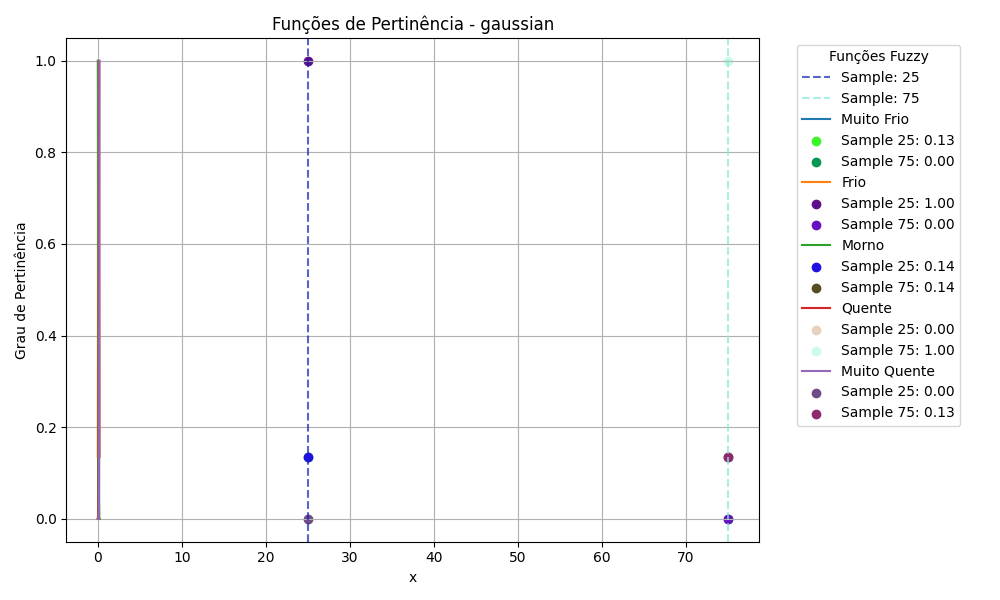 Funções de Pertinência - gaussian
Grau de Pertinência
1.0
0.8
0.6
0.4
0.2
0.0
0
10
20
30
40
50
60
70
x
Funções Fuzzy
Sample: 25
Sample: 75
Muito Frio
Sample 25: 0.13
Sample 75: 0.00
Frio
Sample 25: 1.00
Sample 75: 0.00
Morno
Sample 25: 0.14
Sample 75: 0.14
Quente
Sample 25: 0.00
Sample 75: 1.00
Muito Quente
Sample 25: 0.00
Sample 75: 0.13